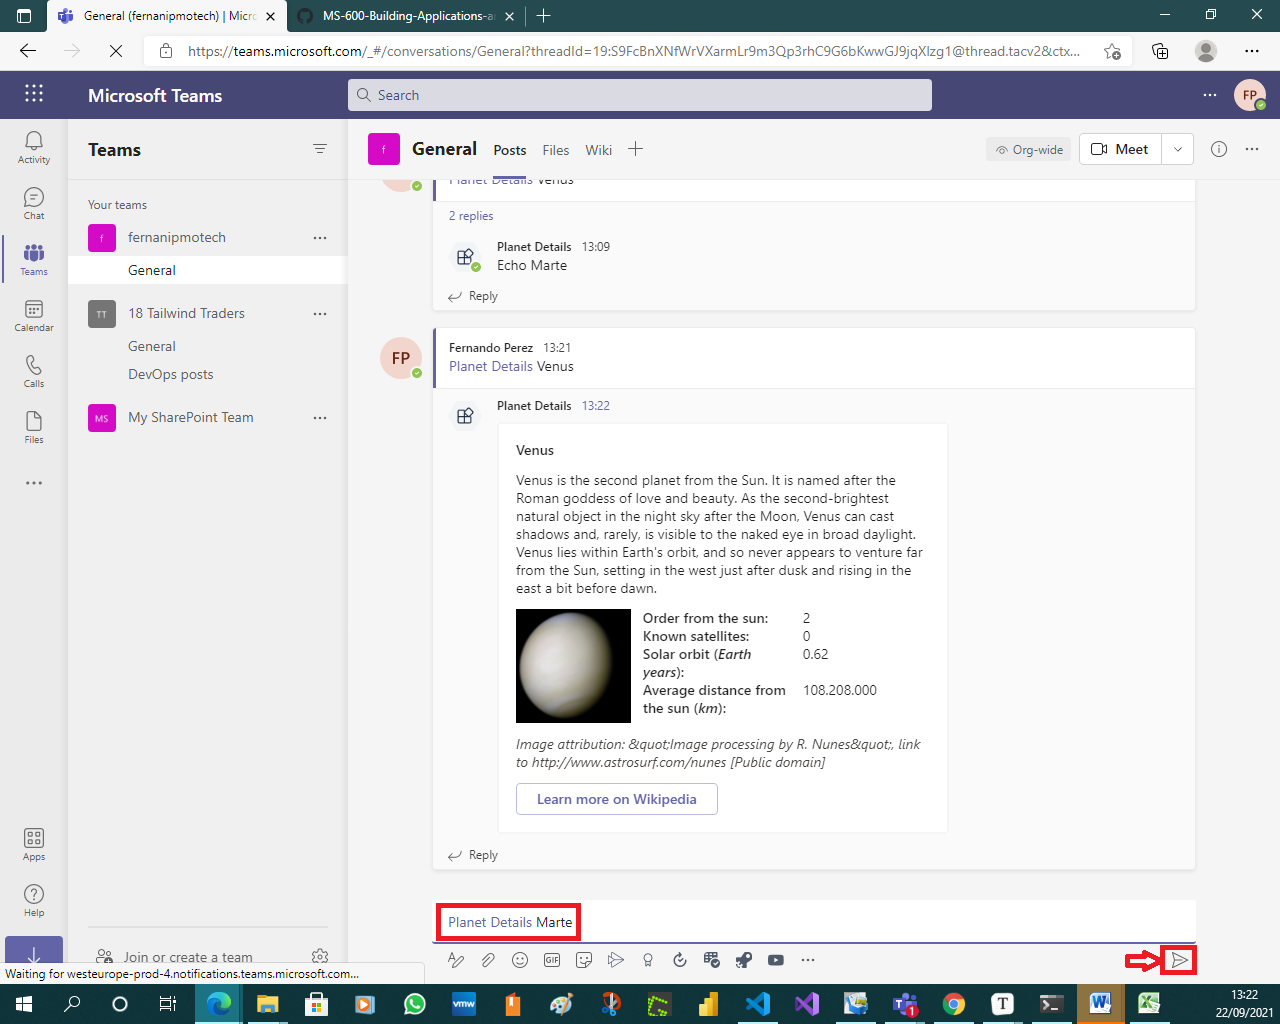 General (fernanipmotech) | Micro
MS-600-Building-Applications-a
https://teams.microsoft.com/_#/conversations/General?threadId=19:S9FcBnXNfWrVXarmLr9m3Qp3rhC9G6bKwwGJ9jqXlzg1@thread.tacv2&ctx...
Microsoft Teams
Search
FP
Activity
Chat
Teams
Calendar
Calls
Files
Apps
Help
Teams
Your teams
f
fernanipmotech
General
TT
18 Tailwind Traders
General
DevOps posts
MS
My SharePoint Team
Join or create a team
f
General
Posts
Files
Wiki
Org-wide
Meet
Planet Details Venus
2 replies
Planet Details 13:09
Echo Marte
Reply
FP
Fernando Perez 13:21
Planet Details Venus
Planet Details 13:22
Venus
Venus is the second planet from the Sun. It is named after the
Roman goddess of love and beauty. As the second-brightest
natural object in the night sky after the Moon, Venus can cast
shadows and, rarely, is visible to the naked eye in broad daylight.
Venus lies within Earth's orbit, and so never appears to venture far
from the Sun, setting in the west just after dusk and rising in the
east a bit before dawn.
Order from the sun: 2
Known satellites: 0
Solar orbit (Earth 0.62
years):
Average distance from 108.208.000
the sun (km):
Image attribution: &quot;Image processing by R. Nunes&quot;, link
to http://www.astrosurf.com/nunes [Public domain]
Learn more on Wikipedia
Reply
Planet Details Marte
GIF
Waiting for westeurope-prod-4.notifications.teams.microsoft.com...
vmw
T
1
13:22
22/09/2021